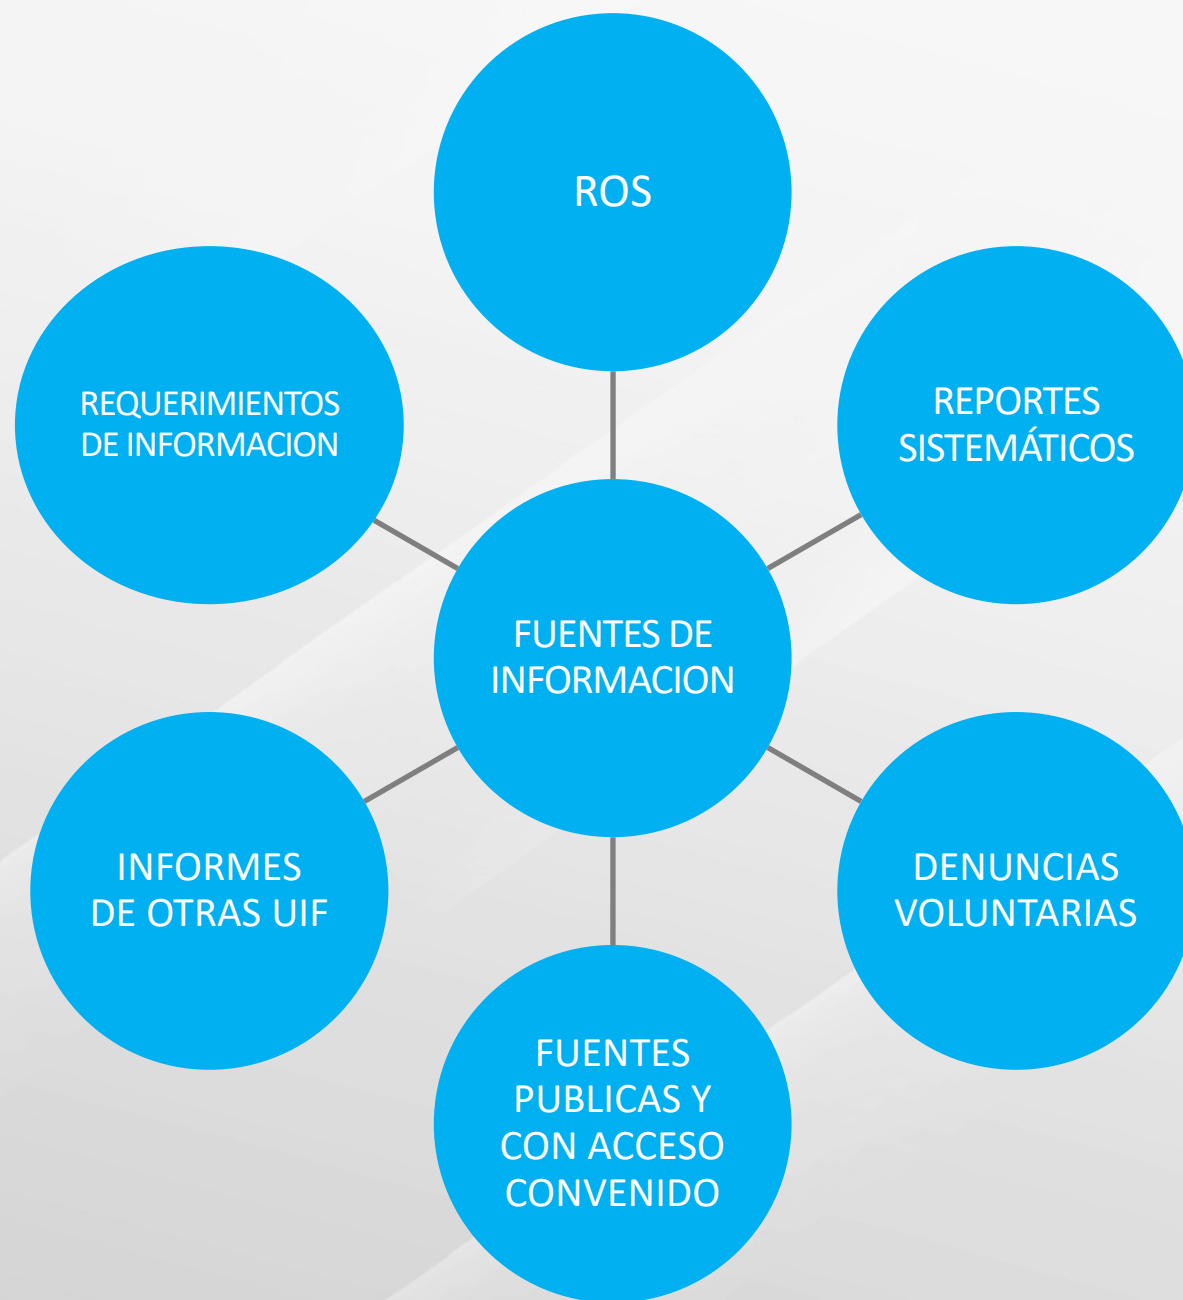 ROS
REQUERIMIENTOS
DE INFORMACION
REPORTES
SISTEMÁTICOS
FUENTES DE
INFORMACION
INFORMES
DE OTRAS UIF
DENUNCIAS
VOLUNTARIAS
FUENTES
PUBLICAS Y
CON ACCESO
CONVENIDO